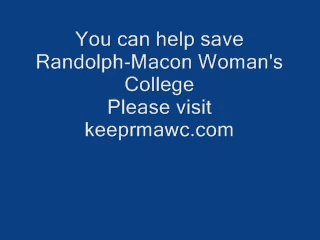 You can help save
Randolph-Macon Woman's
College
Please visit
keeprmawc.com